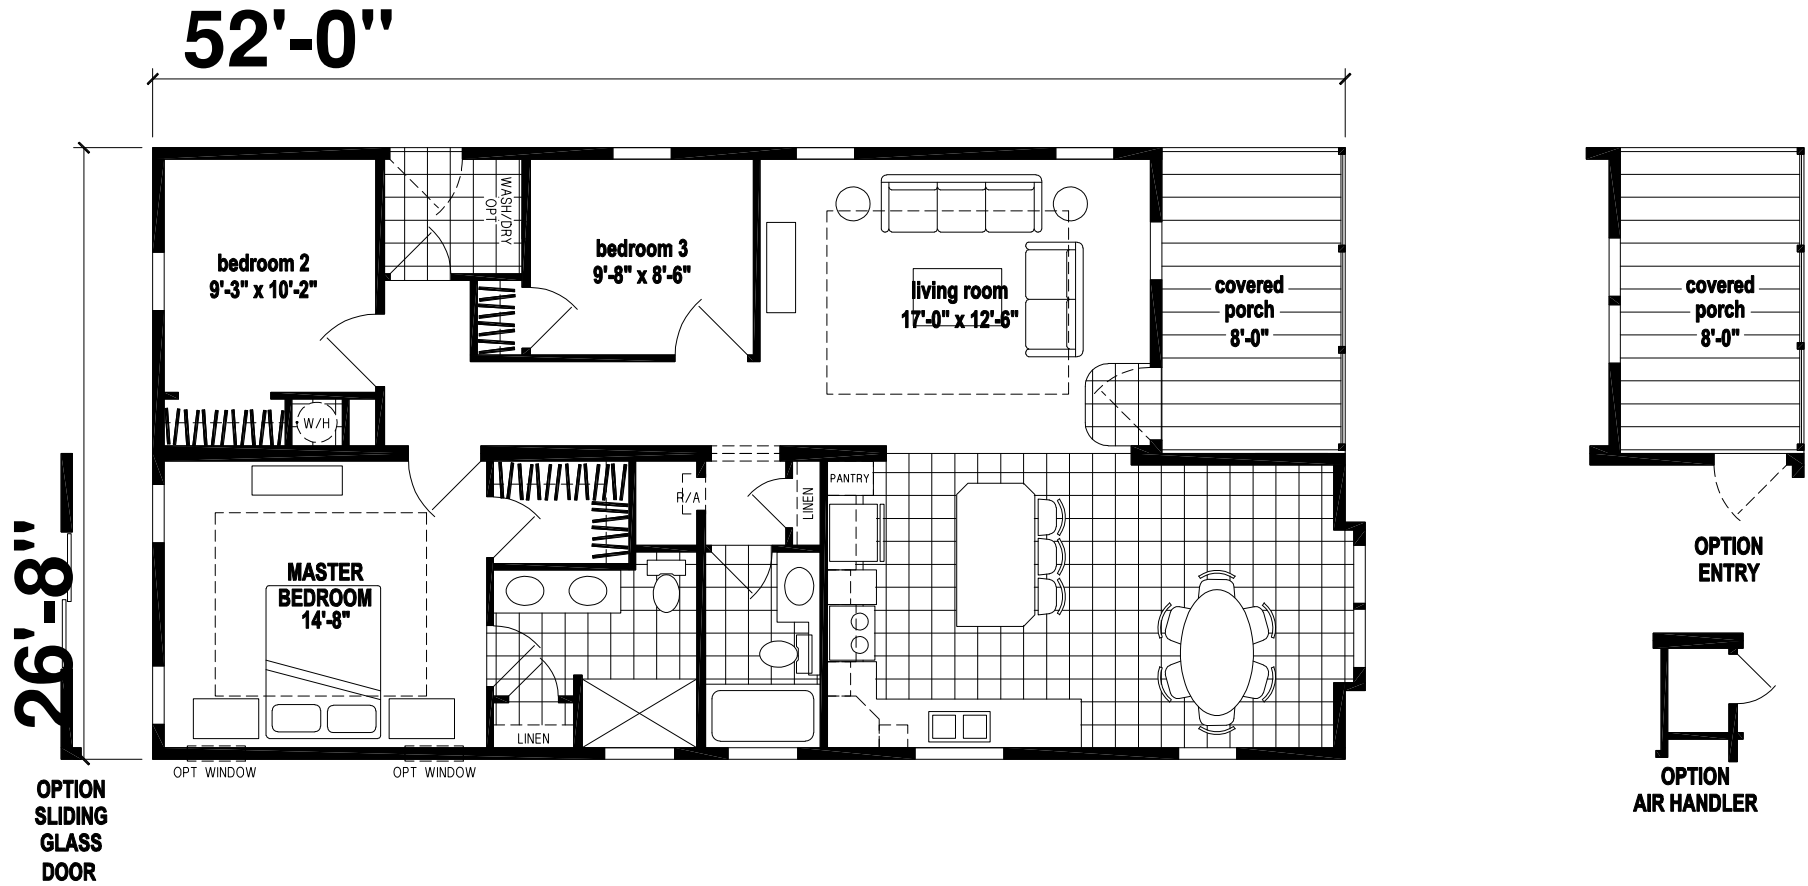 52'-0"
26'-8"
bedroom 2
9'-3" x 10'-2"
WASH/DRY
OPT
bedroom 3
9'-8" x 8'-6"
living room
17'-0" x 12'-6"
covered
porch
8'-0"
covered
porch
8'-0"
W/H
MASTER
BEDROOM
14'-8"
R/A
LINEN
PANTRY
LINEN
OPT WINDOW
OPT WINDOW
OPTION
SLIDING
GLASS
DOOR
OPTION
ENTRY
OPTION
AIR HANDLER